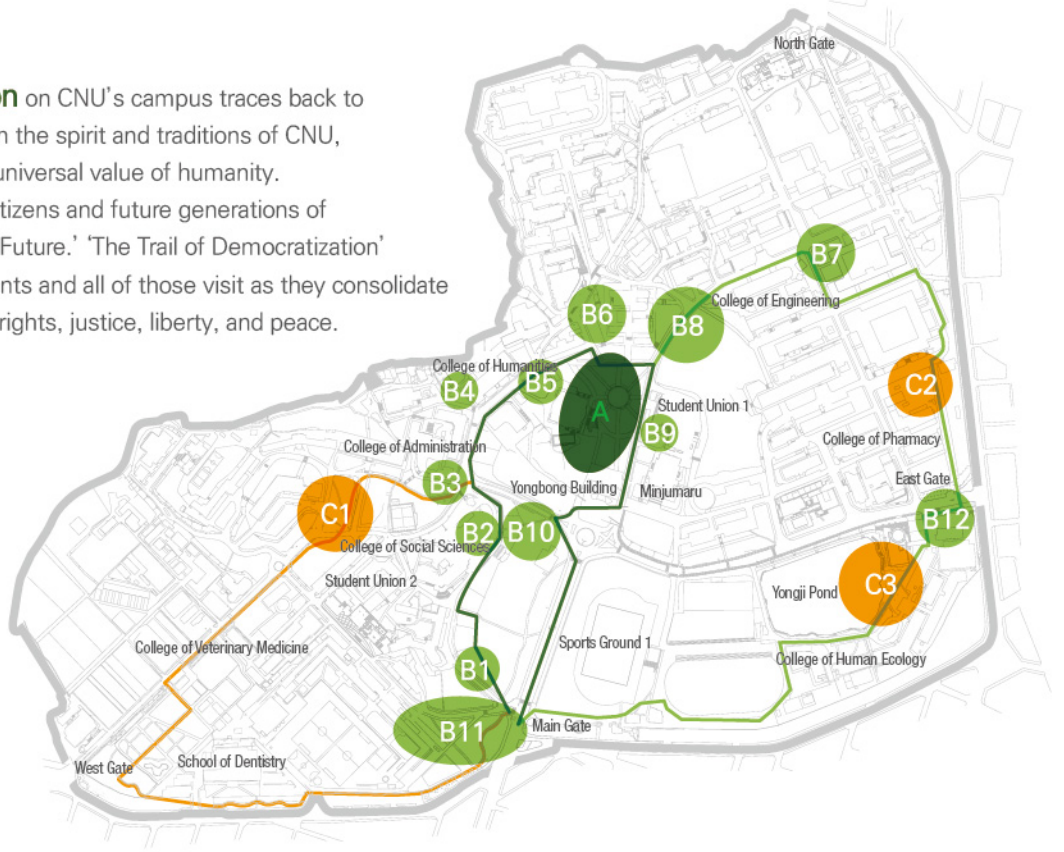 on on CNU's campus traces back to
n the spirit and traditions of CNU,
universal value of humanity.
tizens and future generations of
Future.' 'The Trail of Democratization'
nts and all of those visit as they consolidate
rights, justice, liberty, and peace.
North Gate
B7
College of Engineering
B6
B8
College of Humanities
B5
B4
C2
A
Student Union 1
B9
College of Pharmacy
College of Administration
East Gate
B3
Yongbong Building
Minjumaru
C1
B2
B10
B12
College of Social Sciences
Student Union 2
Yongji Pond
C3
Sports Ground 1
College of Veterinary Medicine
College of Human Ecology
B1
B11
Main Gate
School of Dentistry
West Gate